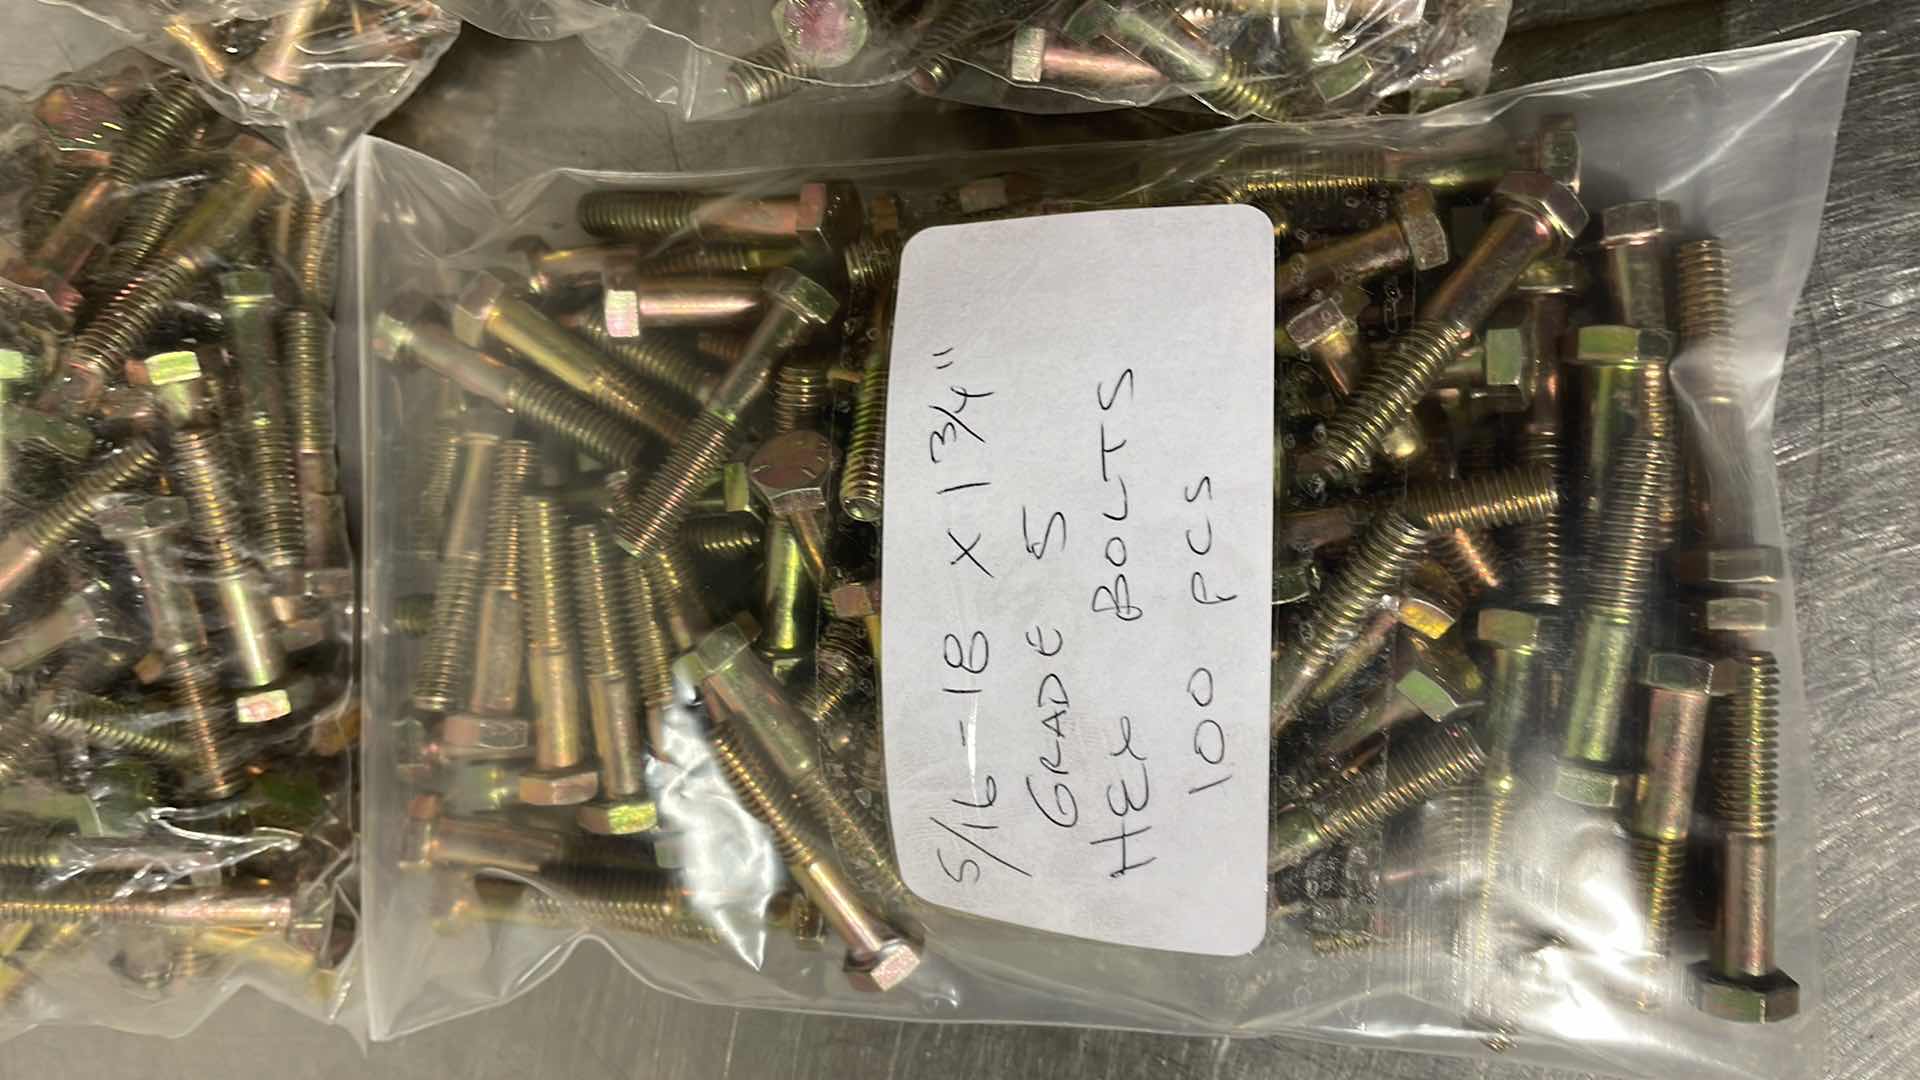 5/16-18 X 1 3/4"
GRADE 5
HEX BOLTS
100 PCS